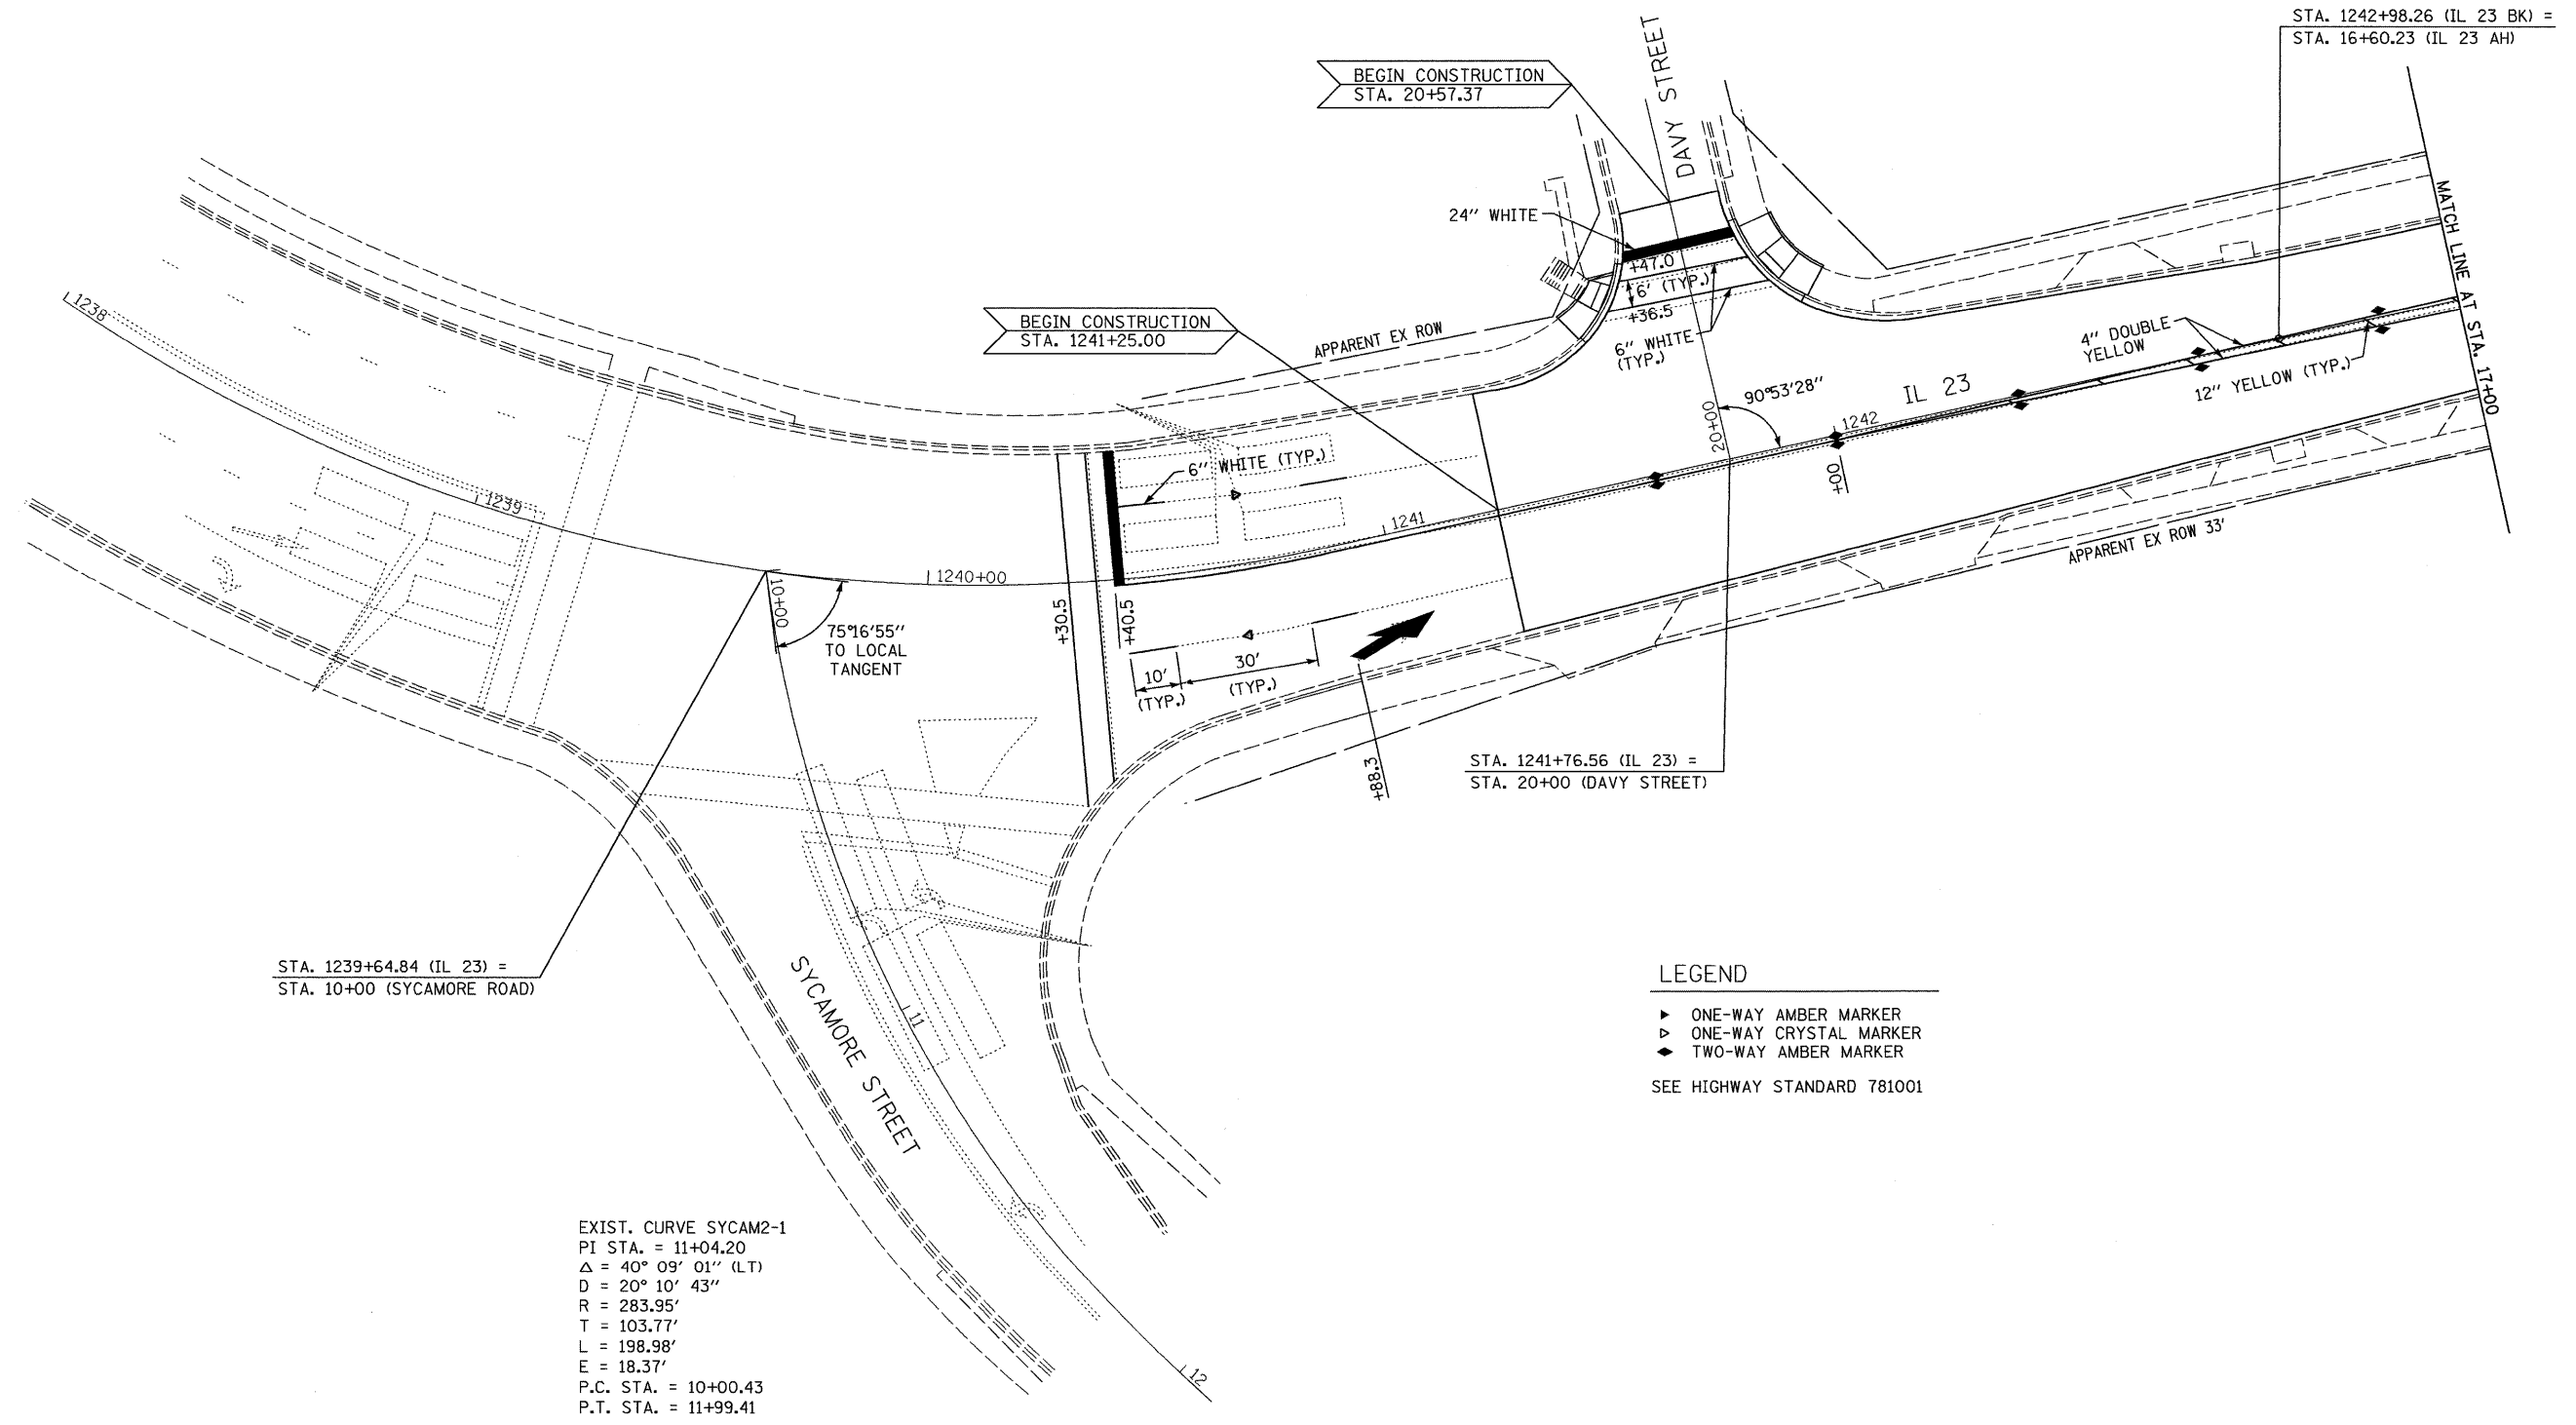 STA. 1242+98.26 (IL 23 BK) =
STA. 16+60.23 (IL 23 AH)
BEGIN CONSTRUCTION
STA. 20+57.37
DAVY STREET
24" WHITE
+47.0
6' (TYP.)
+36.5
6" WHITE
(TYP.)
MATCH LINE AT STA. 17+00
BEGIN CONSTRUCTION
STA. 1241+25.00
APPARENT EX ROW
4" DOUBLE
YELLOW
12" YELLOW (TYP.)
90°53'28"
IL 23
20+00
1242
+00
1238
1239
1240+00
1241
6" WHITE (TYP.)
APPARENT EX ROW 33'
10+00
75°16'55"
TO LOCAL
TANGENT
+30.5
+40.5
10'
(TYP.)
30'
(TYP.)
+88.3
STA. 1241+76.56 (IL 23) =
STA. 20+00 (DAVY STREET)
STA. 1239+64.84 (IL 23) =
STA. 10+00 (SYCAMORE ROAD)
SYCAMORE STREET
11
12
LEGEND
ONE-WAY AMBER MARKER
ONE-WAY CRYSTAL MARKER
TWO-WAY AMBER MARKER
SEE HIGHWAY STANDARD 781001
EXIST. CURVE SYCAM2-1
PI STA. = 11+04.20
Δ = 40° 09' 01" (LT)
D = 20° 10' 43"
R = 283.95'
T = 103.77'
L = 198.98'
E = 18.37'
P.C. STA. = 10+00.43
P.T. STA. = 11+99.41